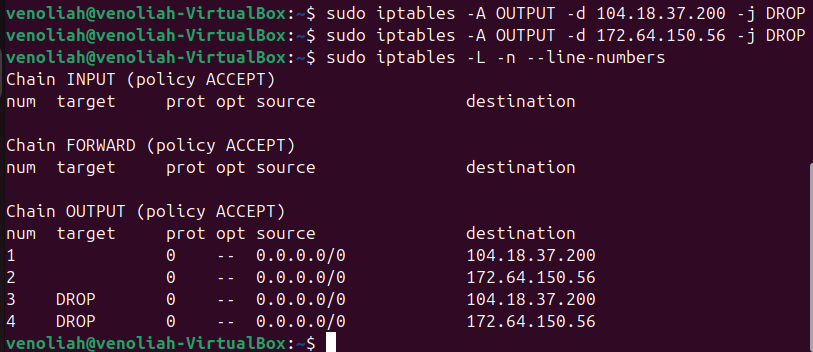 venoliah@venoliah-VirtualBox:~$ sudo iptables -A OUTPUT -d 104.18.37.200 -j DROP
venoliah@venoliah-VirtualBox:~$ sudo iptables -A OUTPUT -d 172.64.150.56 -j DROP
venoliah@venoliah-VirtualBox:~$ sudo iptables -L -n --line-numbers
Chain INPUT (policy ACCEPT)
num  target     prot opt source               destination

Chain FORWARD (policy ACCEPT)
num  target     prot opt source               destination

Chain OUTPUT (policy ACCEPT)
num  target     prot opt source               destination
1               0    --  0.0.0.0/0            104.18.37.200
2               0    --  0.0.0.0/0            172.64.150.56
3    DROP       0    --  0.0.0.0/0            104.18.37.200
4    DROP       0    --  0.0.0.0/0            172.64.150.56
venoliah@venoliah-VirtualBox:~$